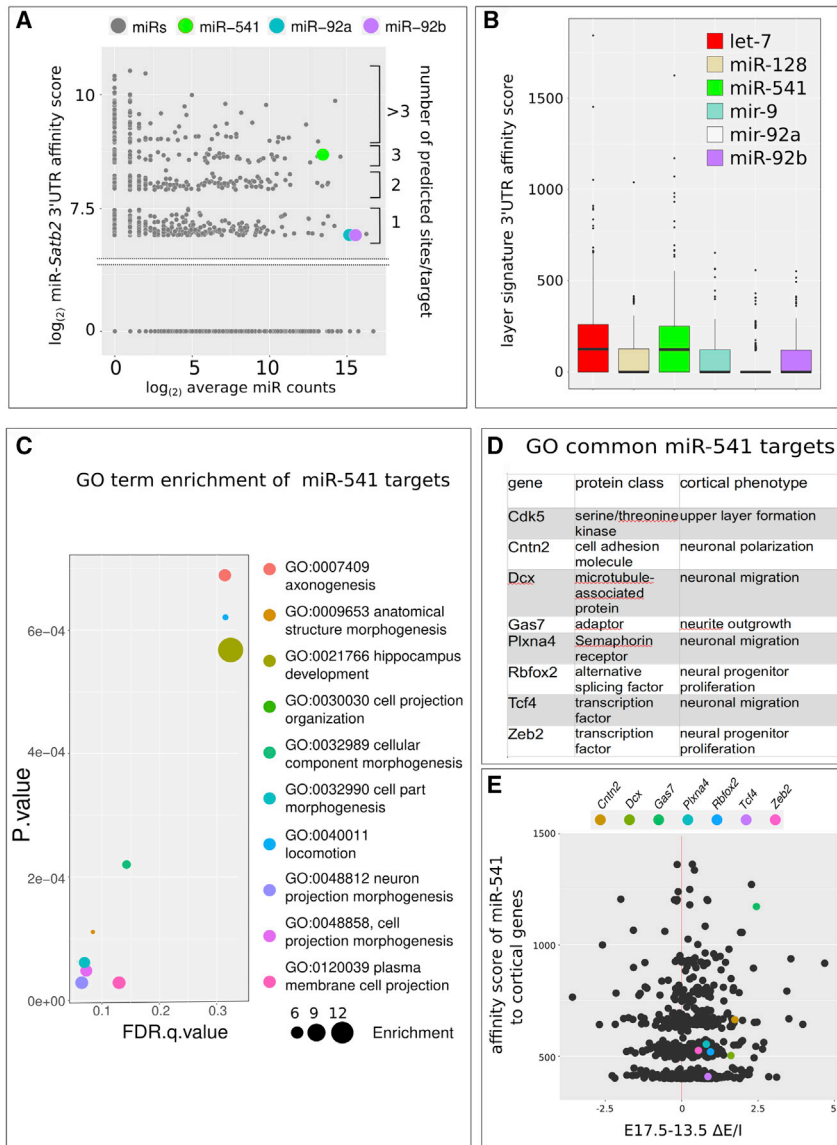 A
miRs miR−541 miR−92a miR−92b
log(2) miR-Satb2 3'UTR affinity score
10
7.5
0
>3
3
2
1
number of predicted sites/target
0 5 10 15
log(2) average miR counts
B
layer signature 3'UTR affinity score
1500
1000
500
0
let-7
miR-128
miR-541
mir-9
mir-92a
miR-92b
C
GO term enrichment of miR-541 targets
P.value
6e−04
4e−04
2e−04
0e+00
0.1 0.2 0.3
FDR.q.value
GO:0007409
axonogenesis
GO:0009653 anatomical
structure morphogenesis
GO:0021766 hippocampus
development
GO:0030030 cell projection
organization
GO:0032989 cellular
component morphogenesis
GO:0032990 cell part
morphogenesis
GO:0040011
locomotion
GO:0048812 neuron
projection morphogenesis
GO:0048858, cell
projection morphogenesis
GO:0120039 plasma
membrane cell projection
6 9 12
Enrichment
D
GO common miR-541 targets
gene protein class cortical phenotype
Cdk5 serine/threonine upper layer formation
kinase
Cntn2 cell adhesion neuronal polarization
molecule
Dcx microtubule- neuronal migration
associated
protein
Gas7 adaptor neurite outgrowth
Plxna4 Semaphorin neuronal migration
receptor
Rbfox2 alternative neural progenitor
splicing factor proliferation
Tcf4 transcription neuronal migration
factor
Zeb2 transcription neural progenitor
factor proliferation
E
Cntn2 Dcx Gas7 Plxna4 Rbfox2 Tcf4 Zeb2
affinity score of miR-541
to cortical genes
1500
1000
500
-2.5 0 2.5 5
E17.5-13.5 ΔE/I